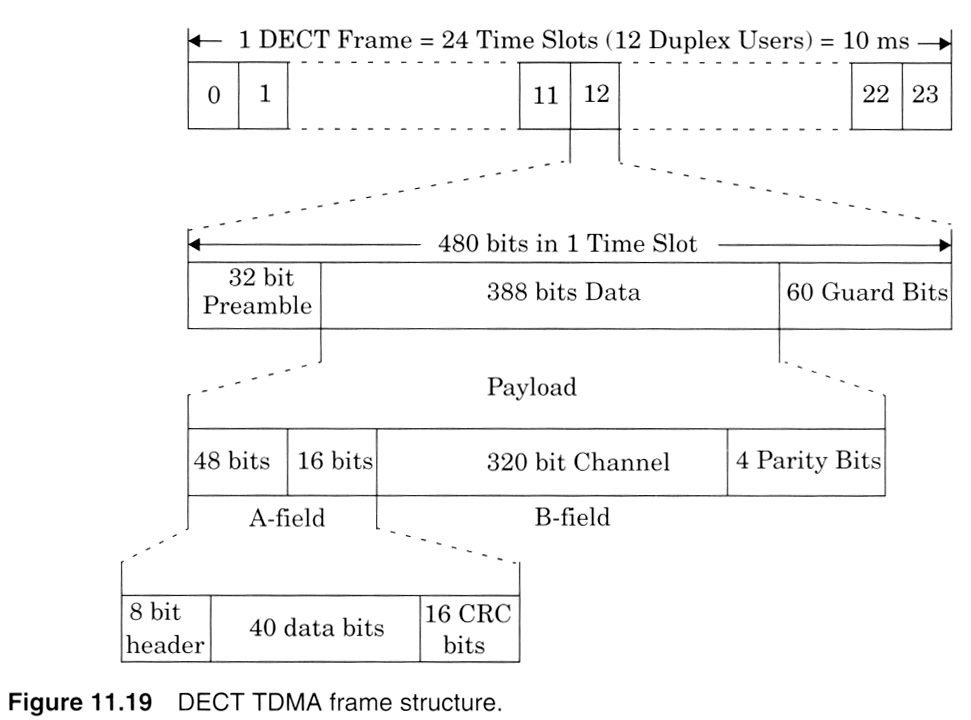 1 DECT Frame = 24 Time Slots (12 Duplex Users) = 10 ms
0 1 11 12 22 23
480 bits in 1 Time Slot
32 bit
Preamble
388 bits Data
60 Guard Bits
Payload
48 bits
16 bits
320 bit Channel
4 Parity Bits
A-field
B-field
8 bit
header
40 data bits
16 CRC
bits
Figure 11.19 DECT TDMA frame structure.